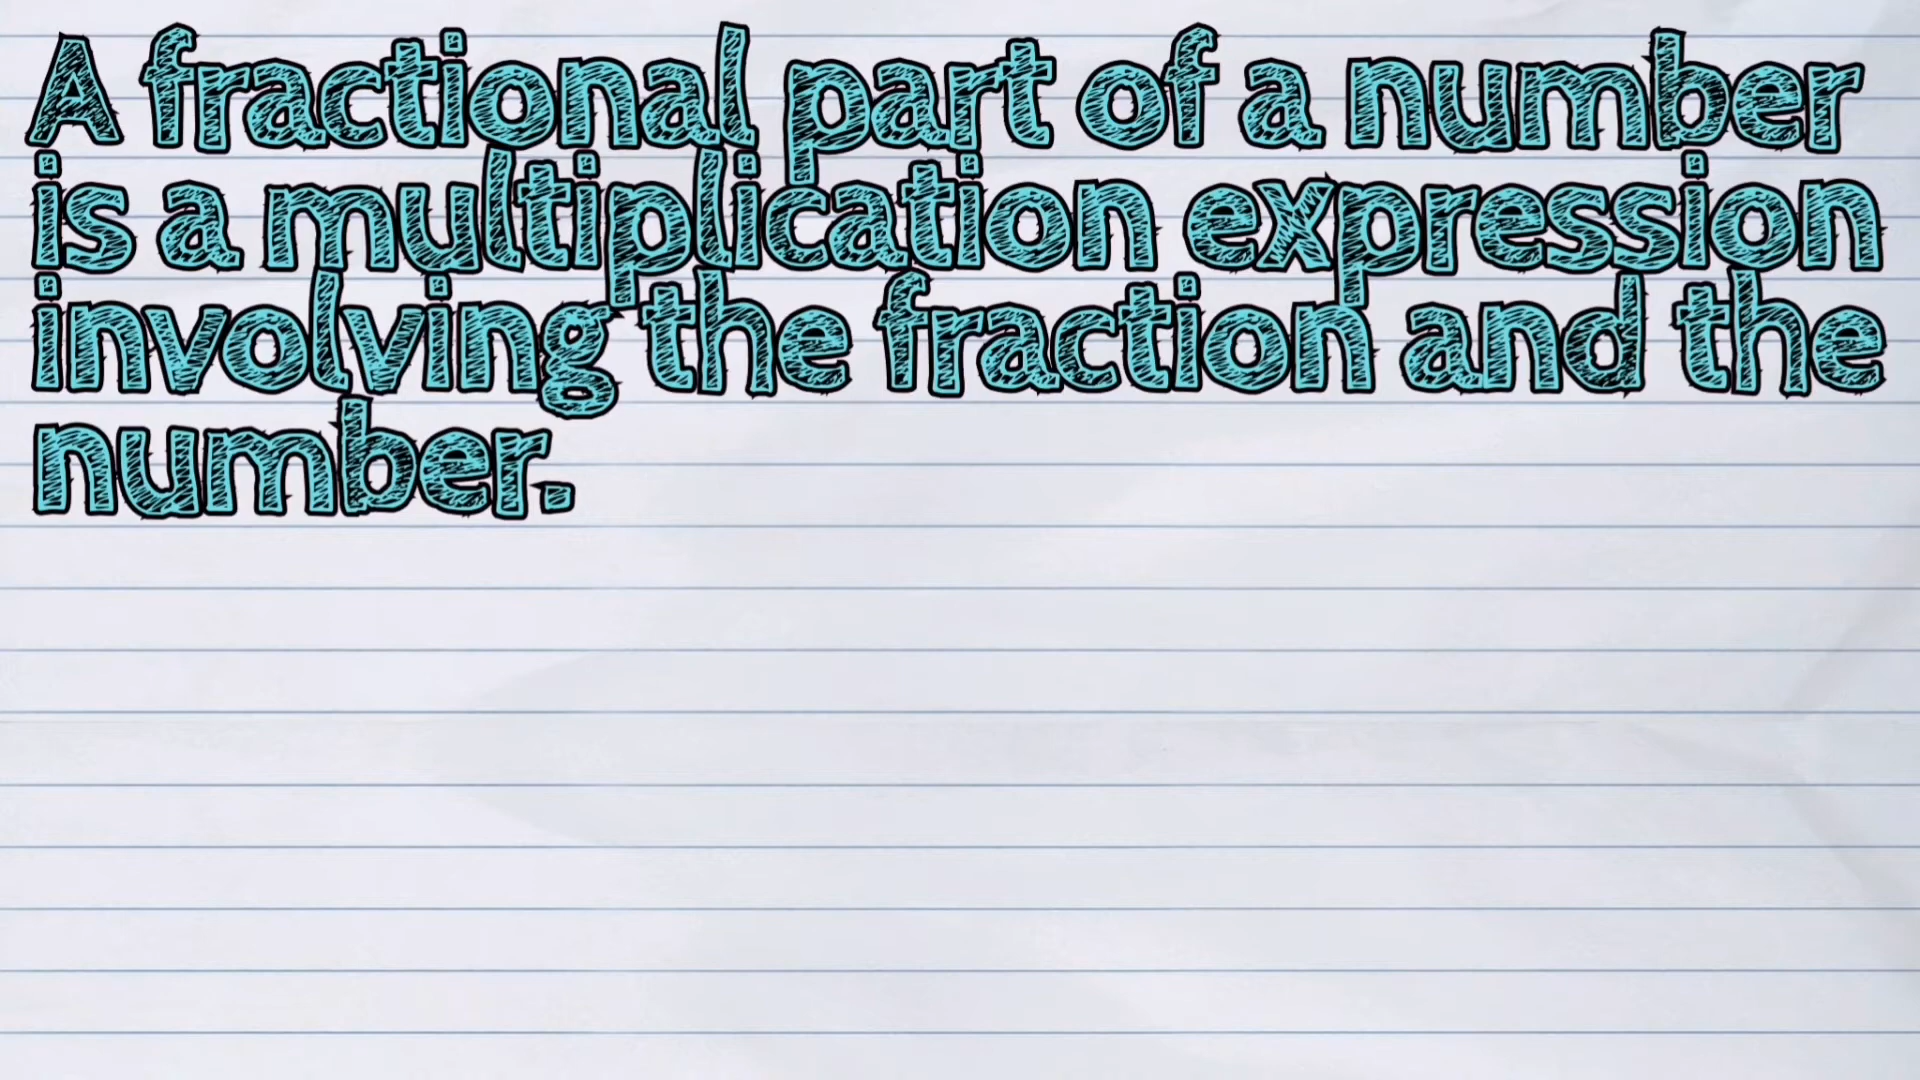 A fractional part of a number
is a multiplication expression
involving the fraction and the
number.